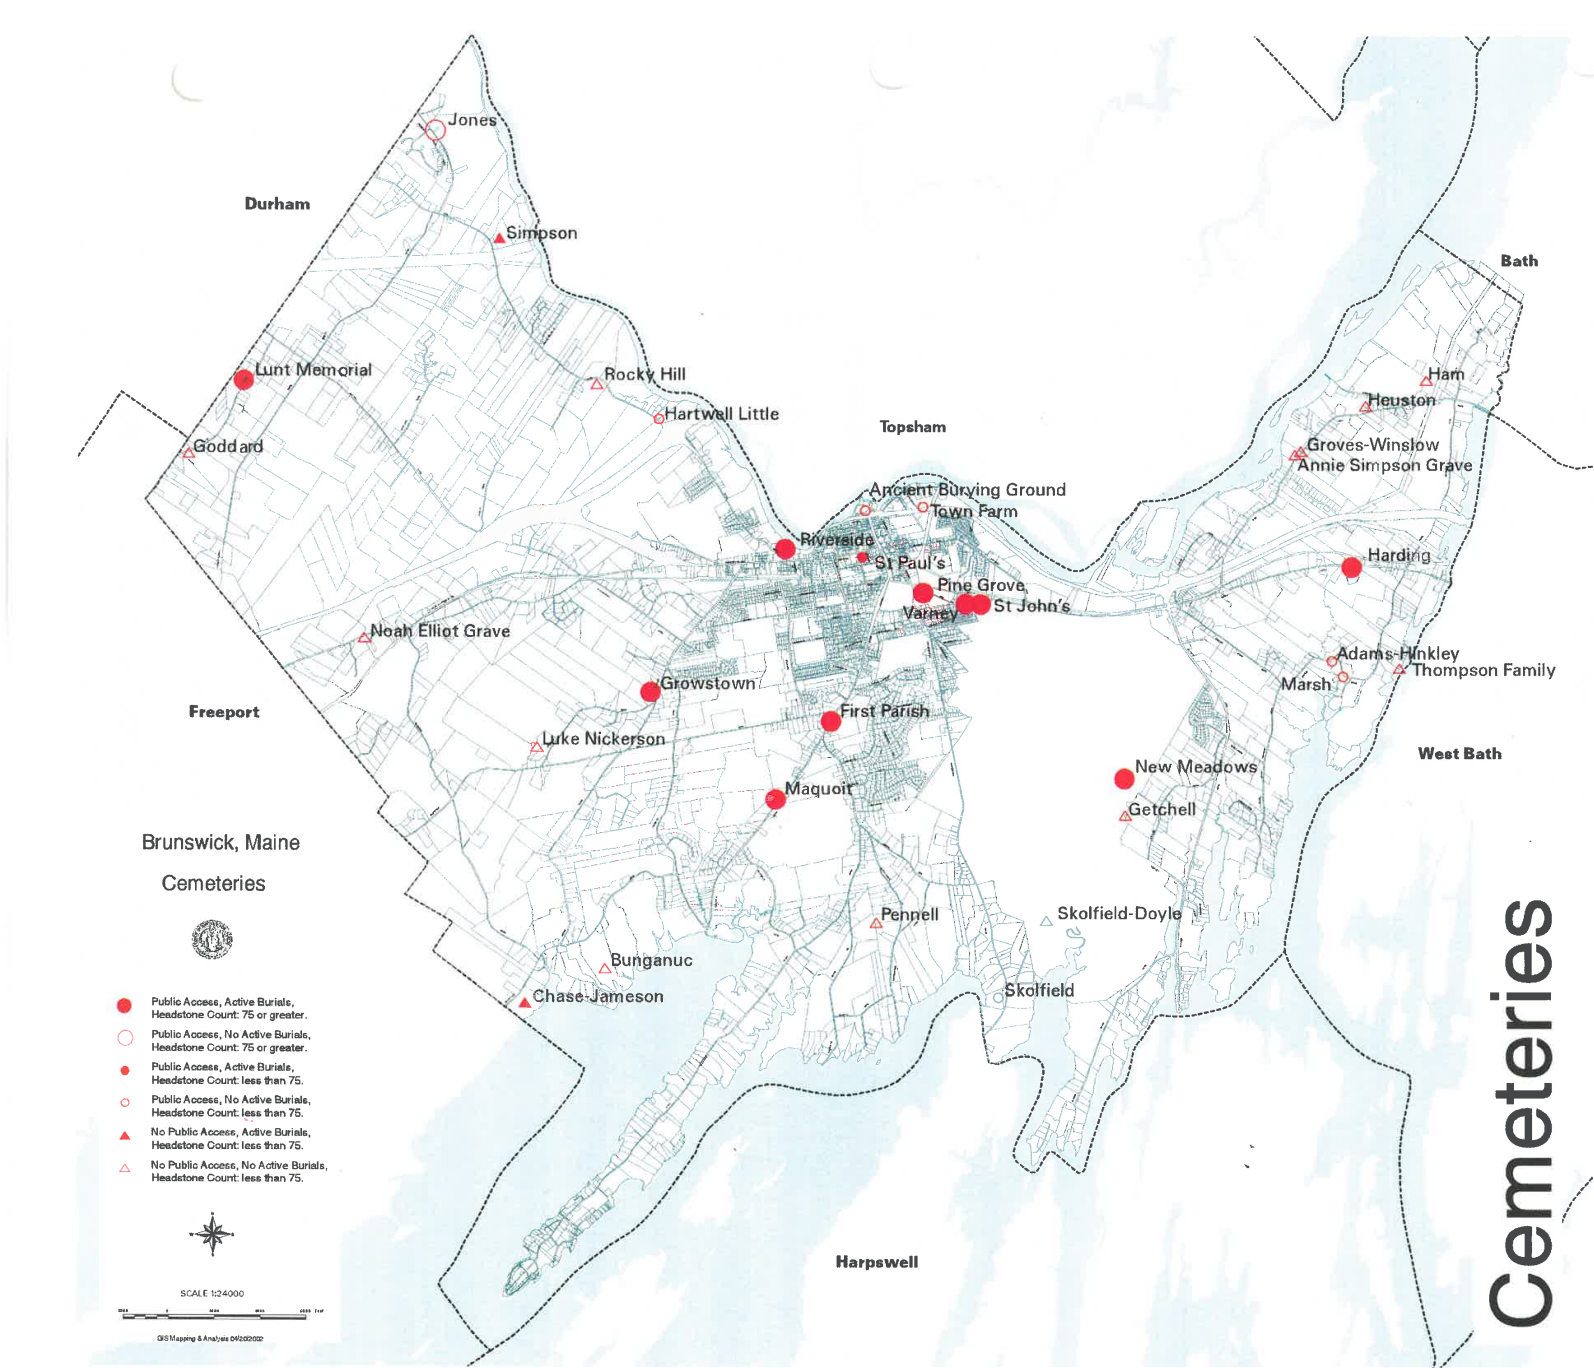 Jones
Durham
Simpson
Bath
Lunt Memorial
Rocky Hill
Ham
Heuston
Hartwell Little
Topsham
Goddard
Groves-Winslow
Annie Simpson Grave
Ancient Burying Ground
Town Farm
Riverside
St Paul's
Harding
Pine Grove
Varney
St John's
Noah Elliot Grave
Adams-Hinkley
Thompson Family
Marsh
Growstown
Freeport
First Parish
Luke Nickerson
West Bath
New Meadows
Maquoit
Getchell
Brunswick, Maine
Cemeteries
Pennell
Skolfield-Doyle
Bunganuc
Skolfield
Chase-Jameson
Public Access, Active Burials,
Headstone Count: 75 or greater.
Public Access, No Active Burials,
Headstone Count: 75 or greater.
Public Access, Active Burials,
Headstone Count: less than 75.
Public Access, No Active Burials,
Headstone Count: less than 75.
No Public Access, Active Burials,
Headstone Count: less than 75.
No Public Access, No Active Burials,
Headstone Count: less than 75.
Harpswell
SCALE 1:24000
GIS Mapping & Analysis 04/20/2002
Cemeteries